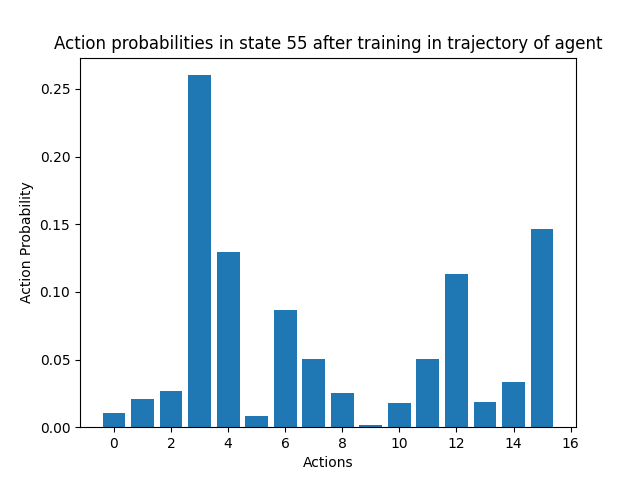 Action probabilities in state 55 after training in trajectory of agent
0.25
0.20
0.15
0.10
0.05
0.00
Action Probability
0 2 4 6 8 10 12 14 16
Actions